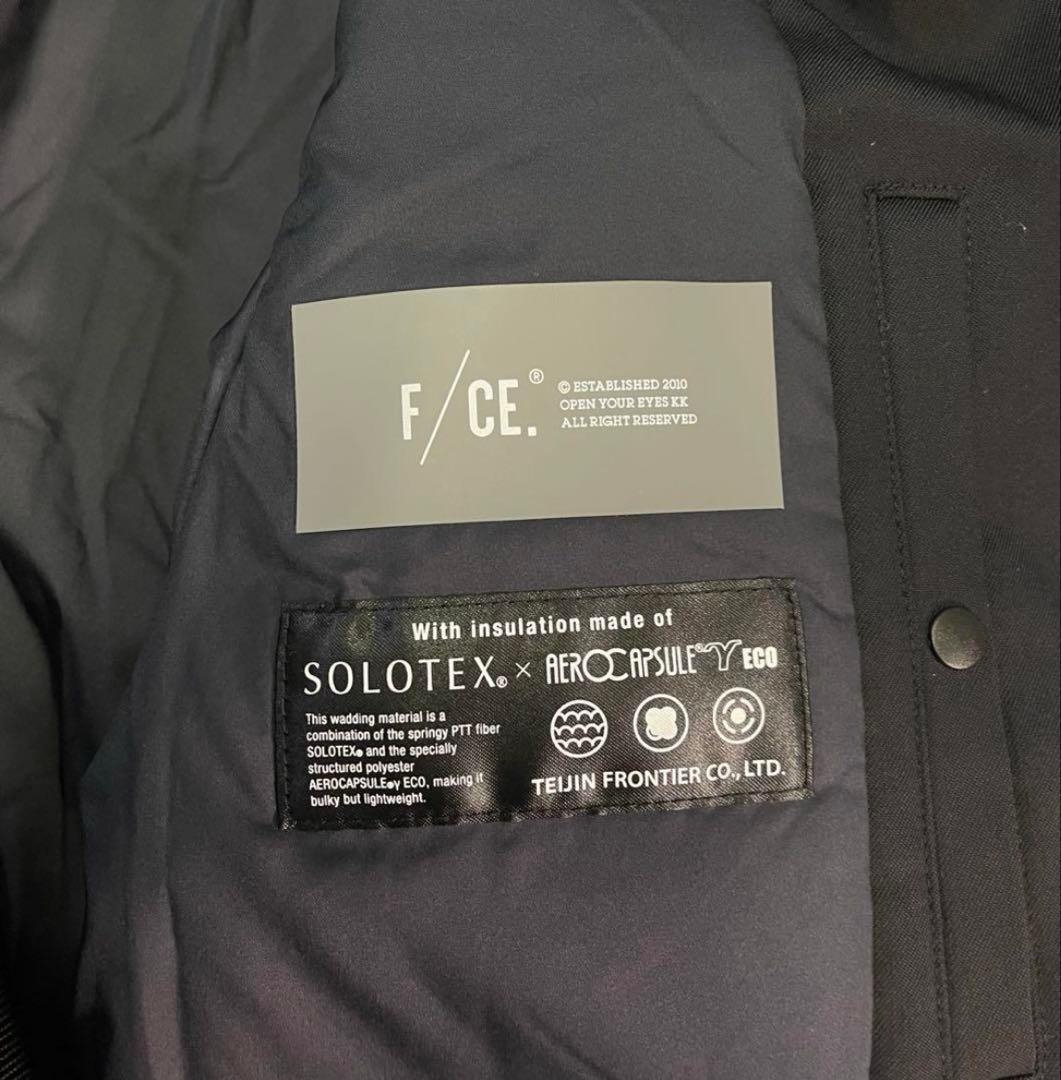 F/CE.®
© ESTABLISHED 2010
OPEN YOUR EYES KK
ALL RIGHT RESERVED
With insulation made of
SOLOTEX® × AEROCAPSULE®γ ECO
This wadding material is a
combination of the springy PTT fiber
SOLOTEX® and the specially
structured polyester
AEROCAPSULE®γ ECO, making it
bulky but lightweight.
TEIJIN FRONTIER CO., LTD.